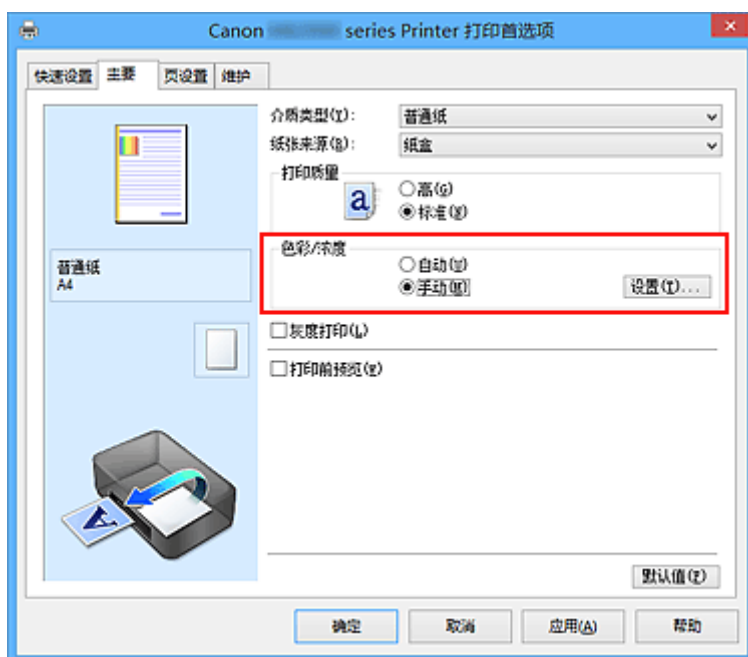 Canon series Printer 打印首选项
快速设置 主要 页设置 维护
介质类型(Y): 普通纸
纸张来源(B): 纸盒
打印质量
a
高(G)
标准(N)
色彩/浓度
自动(U)
手动(M)
设置(T)...
普通纸
A4
灰度打印(L)
打印前预览(E)
A
默认值(F)
确定 取消 应用(A) 帮助